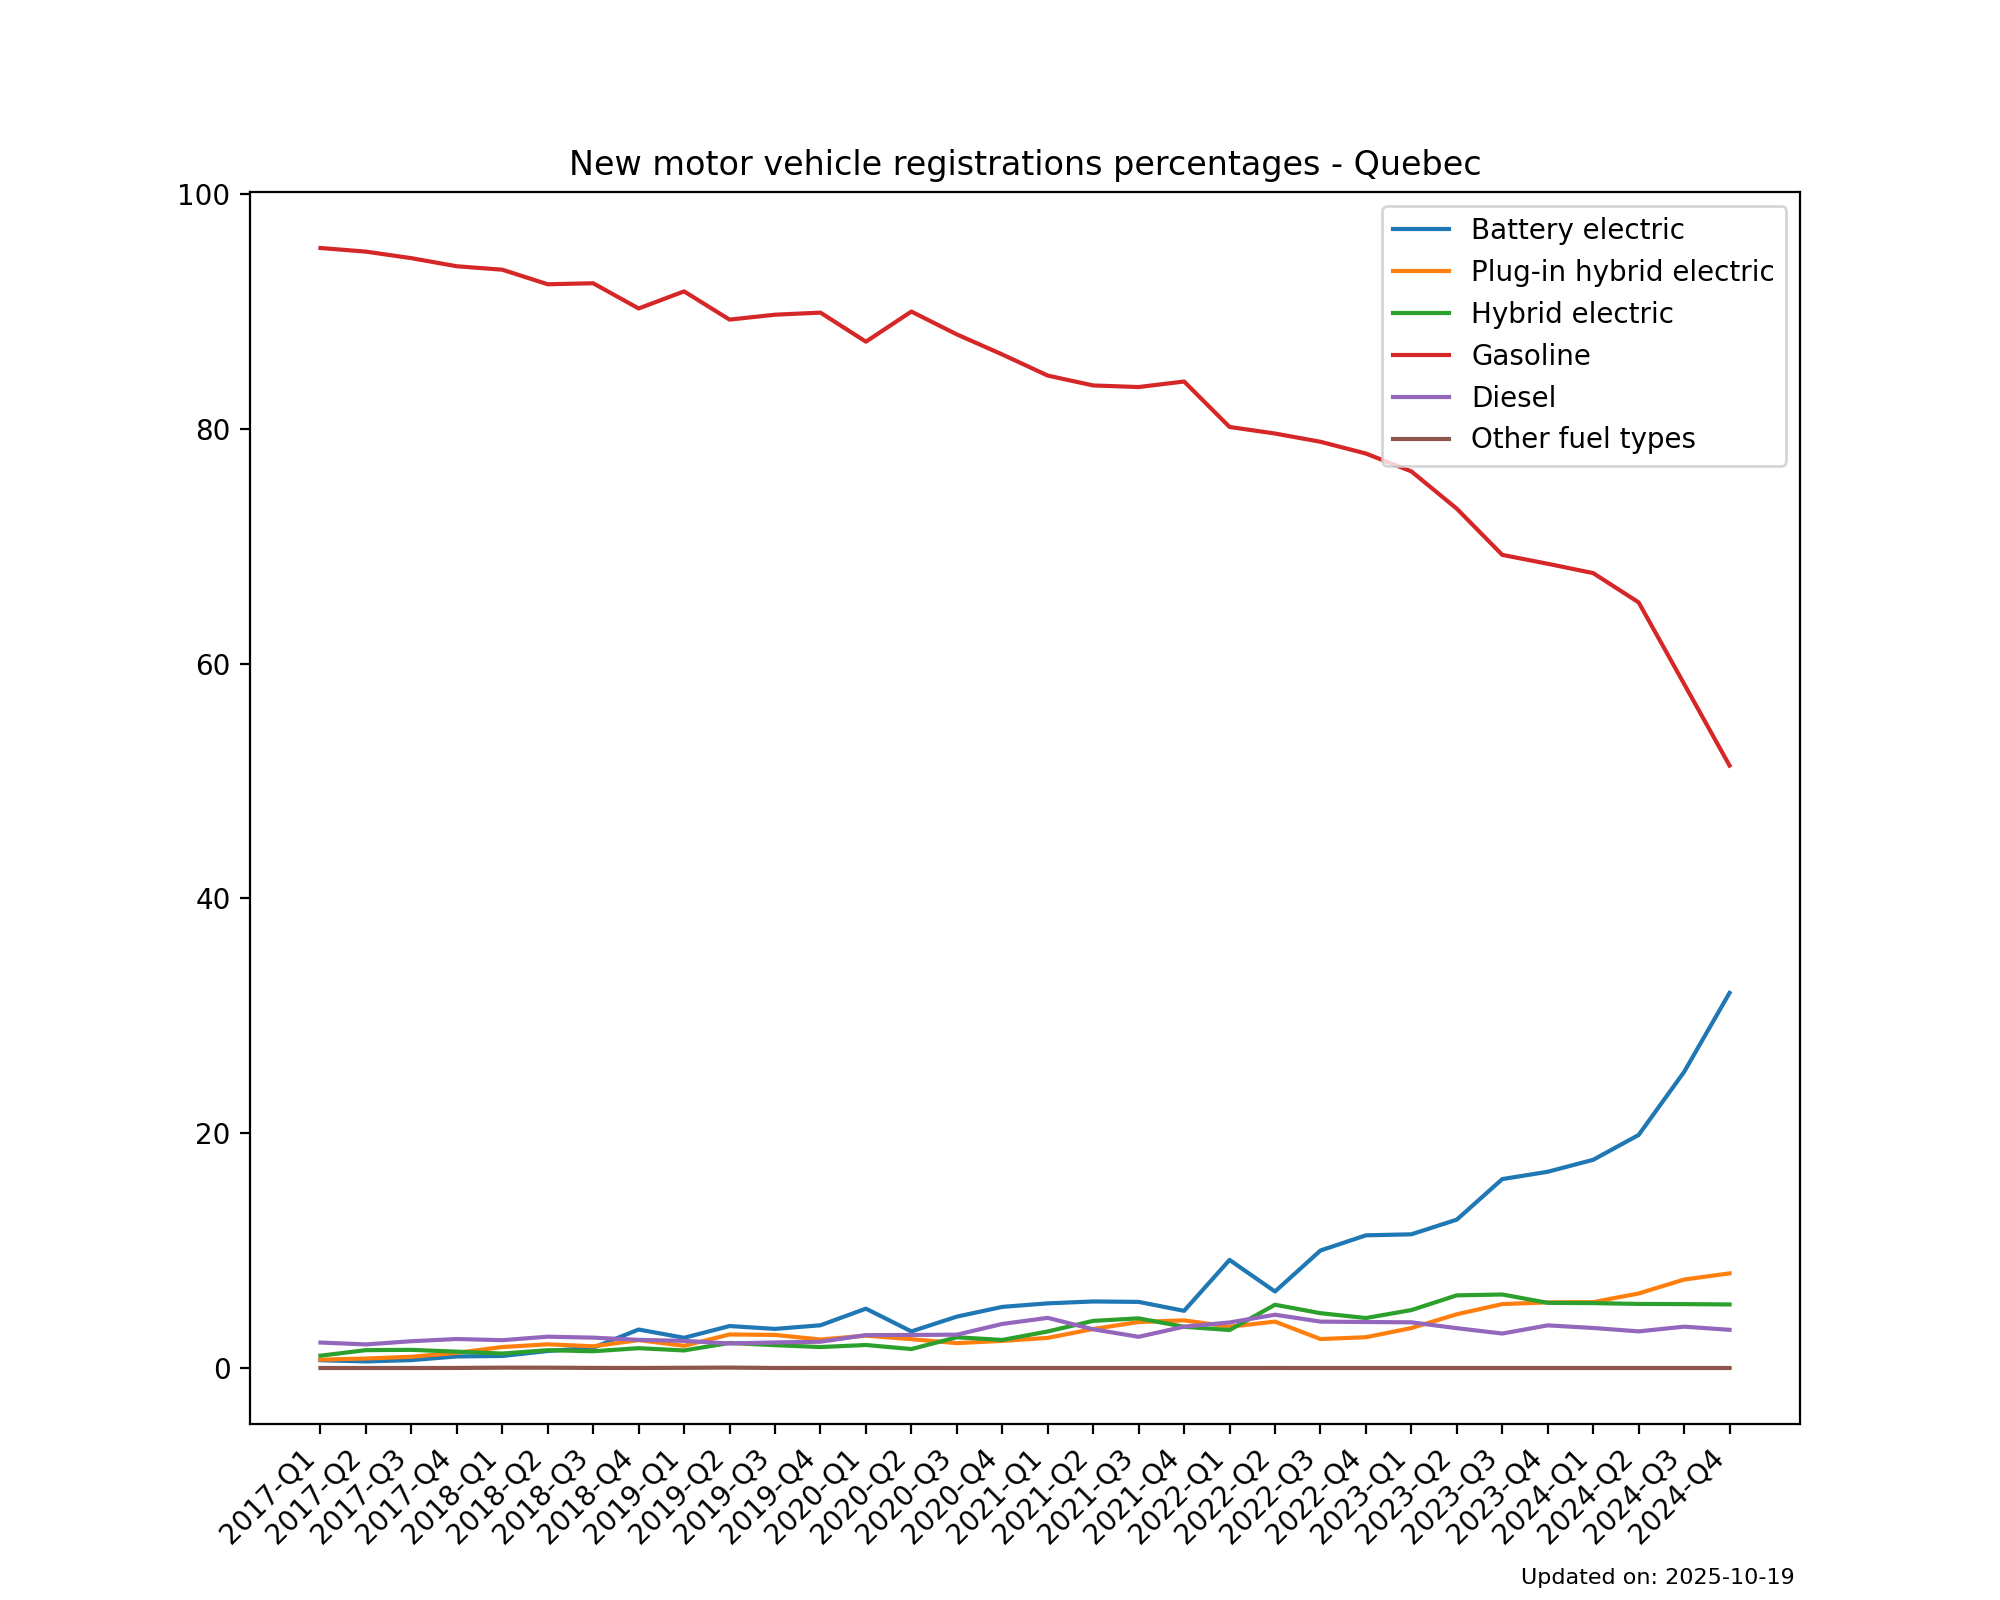 New motor vehicle registrations percentages - Quebec
100
80
60
40
20
0
Battery electric
Plug-in hybrid electric
Hybrid electric
Gasoline
Diesel
Other fuel types
2017-Q1
2017-Q2
2017-Q3
2017-Q4
2018-Q1
2018-Q2
2018-Q3
2018-Q4
2019-Q1
2019-Q2
2019-Q3
2019-Q4
2020-Q1
2020-Q2
2020-Q3
2020-Q4
2021-Q1
2021-Q2
2021-Q3
2021-Q4
2022-Q1
2022-Q2
2022-Q3
2022-Q4
2023-Q1
2023-Q2
2023-Q3
2023-Q4
2024-Q1
2024-Q2
2024-Q3
2024-Q4
Updated on: 2025-10-19